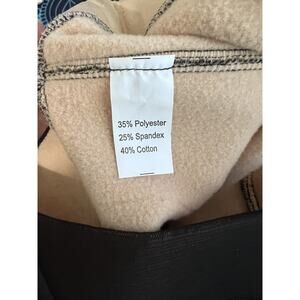 35% Polyester
25% Spandex
40% Cotton